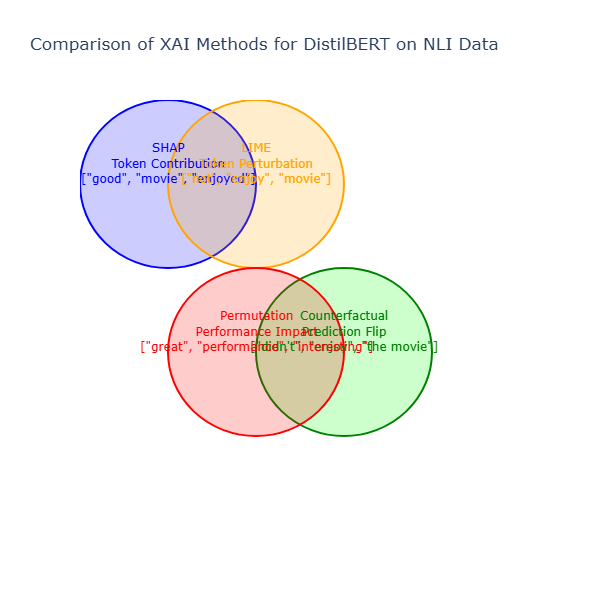 Comparison of XAI Methods for DistilBERT on NLI Data
SHAP
Token Contribution
["good", "movie", "enjoyed"]
LIME
Token Perturbation
"enjoy", "movie"]
Permutation
Performance Impact
["great", "performance", "interesting"]
Counterfactual
Prediction Flip
["didn't", "enjoy", "the movie"]